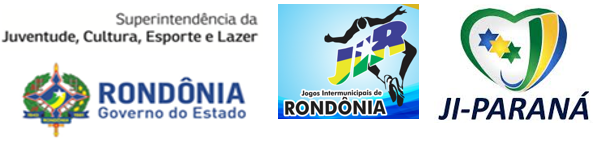 Superintendência da
Juventude, Cultura, Esporte e Lazer
RONDÔNIA
Governo do Estado
JIR
Jogos Intermunicipais de
RONDÔNIA
JI-PARANÁ